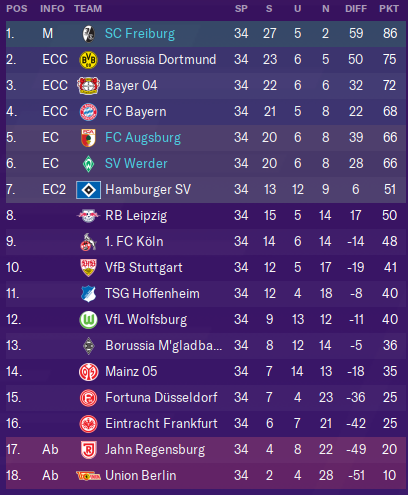 POS INFO TEAM SP S U N DIFF PKT
1. M SC Freiburg 34 27 5 2 59 86
2. ECC Borussia Dortmund 34 23 6 5 50 75
3. ECC Bayer 04 34 22 6 6 32 72
4. ECC FC Bayern 34 21 5 8 22 68
5. EC FC Augsburg 34 20 6 8 39 66
6. EC SV Werder 34 20 6 8 28 66
7. EC2 Hamburger SV 34 13 12 9 6 51
8. RB Leipzig 34 15 5 14 17 50
9. 1. FC Köln 34 14 6 14 -14 48
10. VfB Stuttgart 34 12 5 17 -19 41
11. TSG Hoffenheim 34 12 4 18 -8 40
12. VfL Wolfsburg 34 9 13 12 -11 40
13. Borussia M'gladba... 34 8 12 14 -5 36
14. Mainz 05 34 7 14 13 -18 35
15. Fortuna Düsseldorf 34 7 4 23 -36 25
16. Eintracht Frankfurt 34 6 7 21 -42 25
17. Ab Jahn Regensburg 34 4 8 22 -49 20
18. Ab Union Berlin 34 2 4 28 -51 10